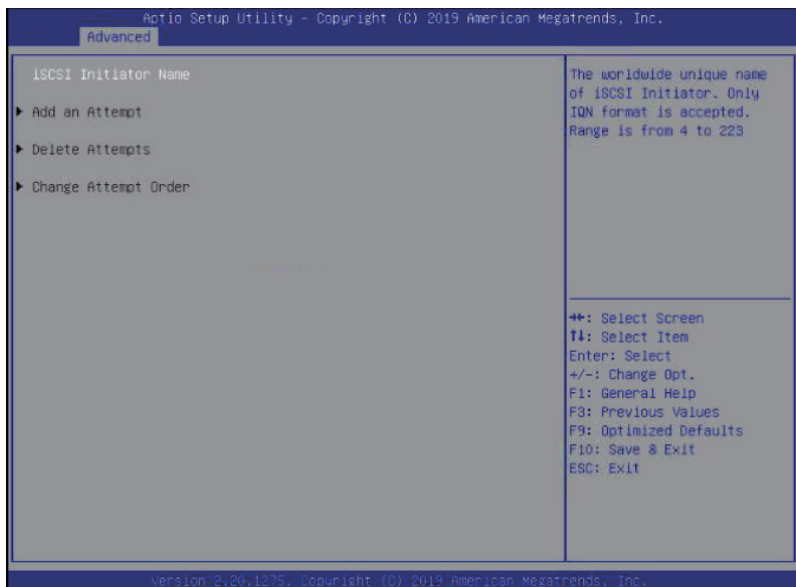 Aptio Setup Utility - Copyright (C) 2019 American Megatrends, Inc.
Advanced
iSCSI Initiator Name
Add an Attempt
Delete Attempts
Change Attempt Order
The worldwide unique name
of iSCSI Initiator. Only
IQN format is accepted.
Range is from 4 to 223
→←: Select Screen
↑↓: Select Item
Enter: Select
+/-: Change Opt.
F1: General Help
F3: Previous Values
F9: Optimized Defaults
F10: Save & Exit
ESC: Exit
Version 2.20.1275. Copyright (C) 2019 American Megatrends, Inc.